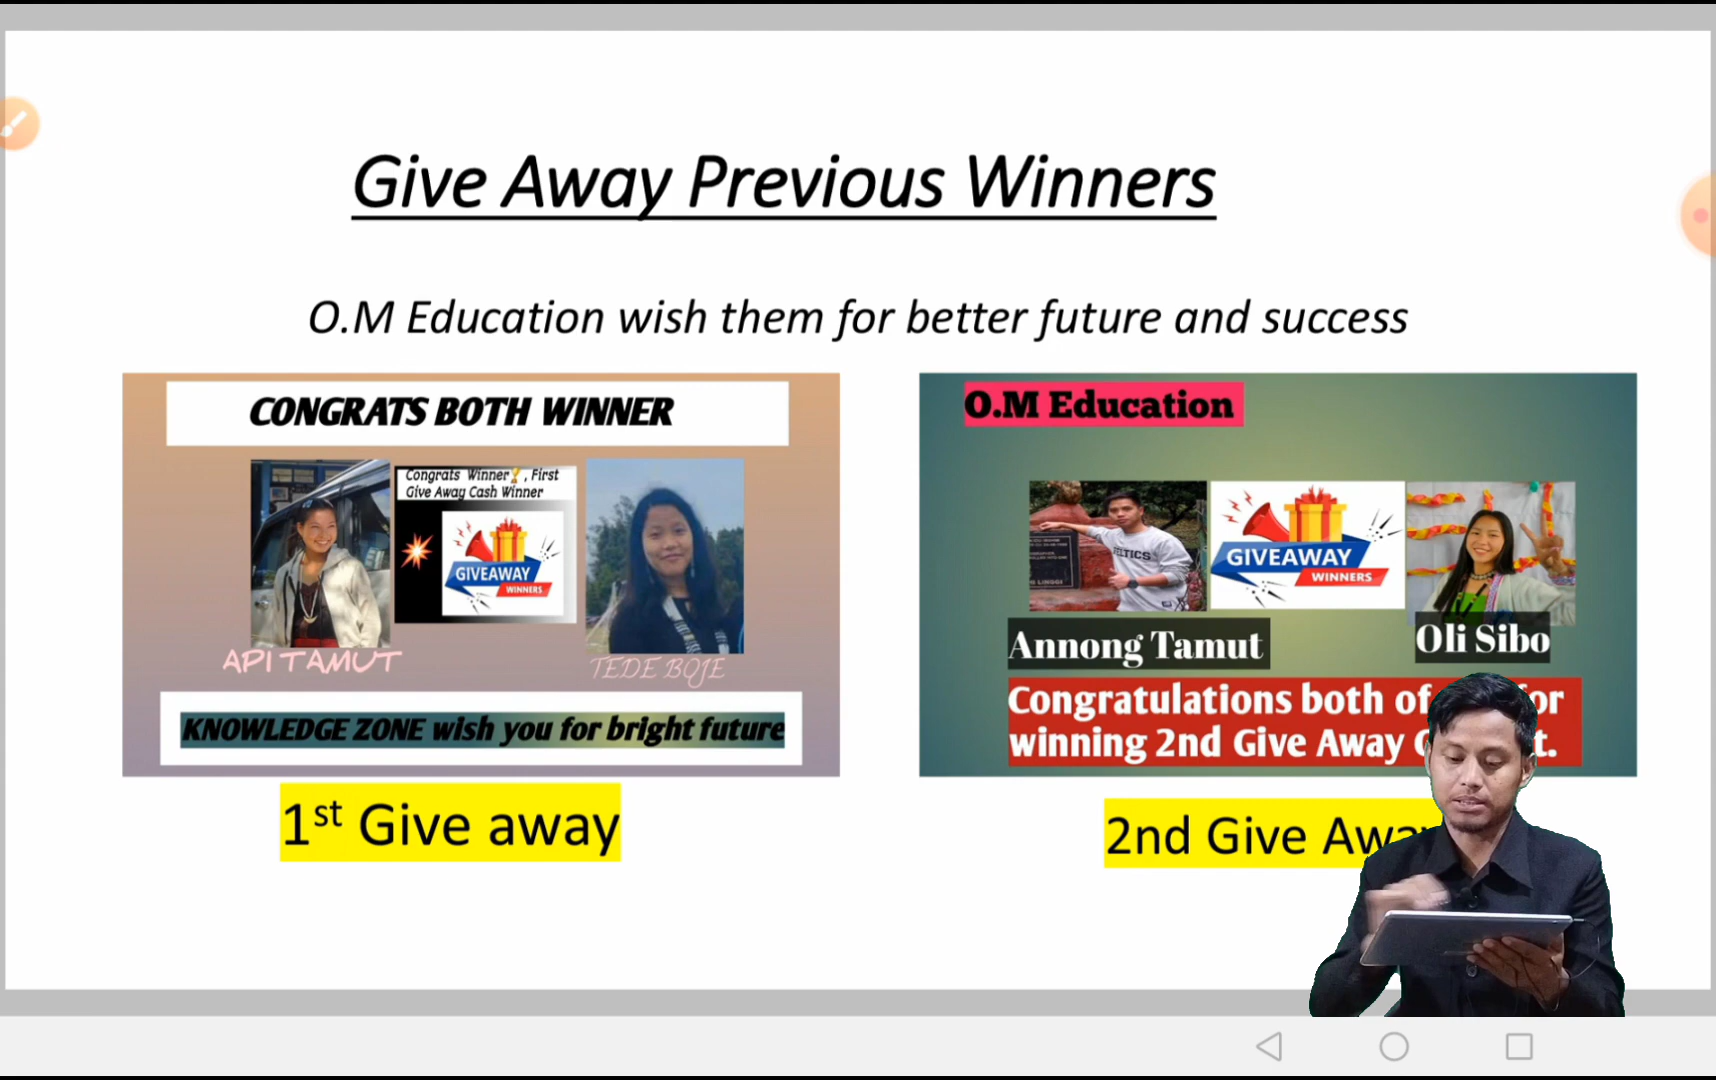 Give Away Previous Winners
O.M Education wish them for better future and success
CONGRATS BOTH WINNER
Congrats Winner🏆, First
Give Away Cash Winner
GIVEAWAY
WINNERS
API TAMUT
TEDE BOJE
KNOWLEDGE ZONE wish you for bright future
1st Give away
O.M Education
GIVEAWAY
WINNERS
Annong Tamut
Oli Sibo
Congratulations both of for
winning 2nd Give Away
2nd Give